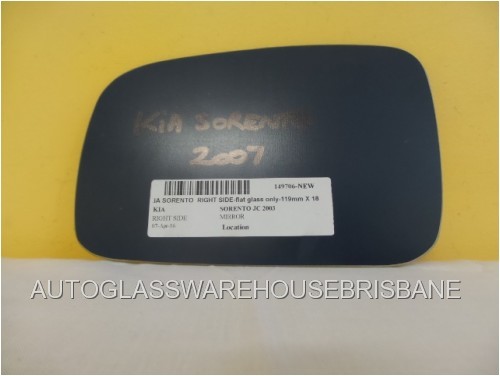 KIA SORENTO
2007
149706-NEW
JA SORENTO RIGHT SIDE-flat glass only-119mm X 18
KIA SORENTO JC 2003
RIGHT SIDE MIRROR
Location
AUTOGLASSWAREHOUSEBRISBANE